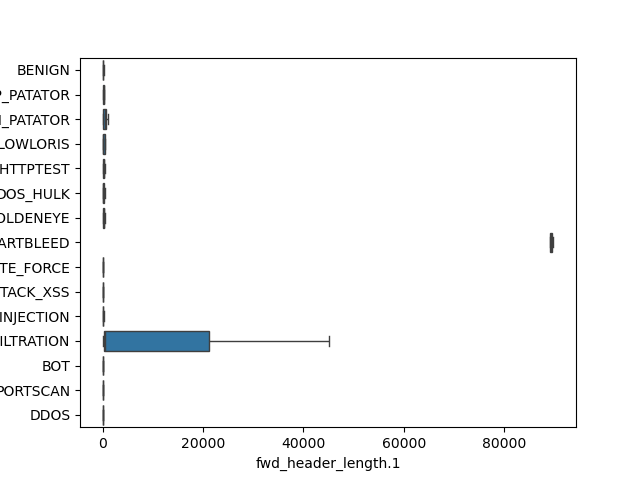 BENIGN
P_PATATOR
H_PATATOR
LOWLORIS
HTTPTEST
DOS_HULK
OLDENEYE
ARTBLEED
TE_FORCE
TACK_XSS
INJECTION
ILTRATION
BOT
PORTSCAN
DDOS
0 20000 40000 60000 80000
fwd_header_length.1